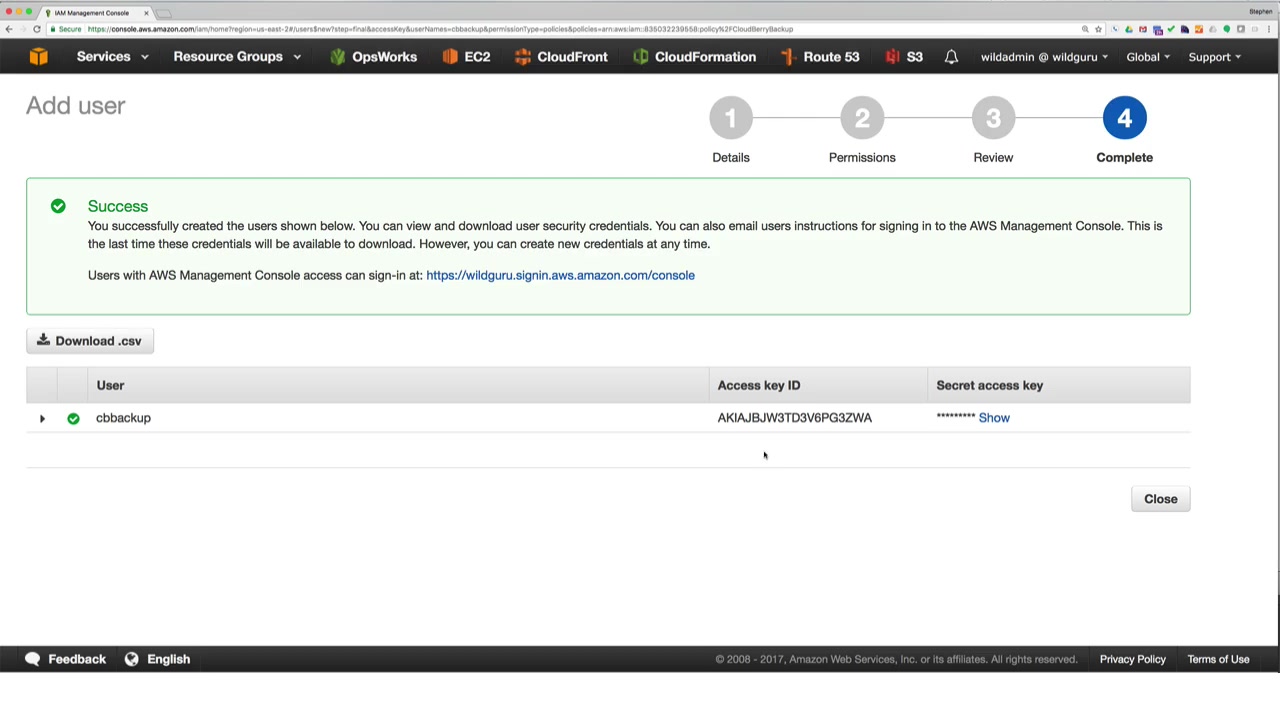 IAM Management Console
Stephen
Secure https://console.aws.amazon.com/iam/home?region=us-east-2#/users$new?step=final&accessKey&userNames=cbbackup&permissionType=policies&policies=arn:aws:iam::835032239558:policy%2FCloudBerryBackup
Services Resource Groups OpsWorks EC2 CloudFront CloudFormation Route 53 S3 wildadmin @ wildguru Global Support
Add user
1 2 3 4
Details Permissions Review Complete
Success
You successfully created the users shown below. You can view and download user security credentials. You can also email users instructions for signing in to the AWS Management Console. This is
the last time these credentials will be available to download. However, you can create new credentials at any time.
Users with AWS Management Console access can sign-in at: https://wildguru.signin.aws.amazon.com/console
Download .csv
User Access key ID Secret access key
cbbackup AKIAJBJW3TD3V6PG3ZWA ********* Show
Close
Feedback English © 2008 - 2017, Amazon Web Services, Inc. or its affiliates. All rights reserved. Privacy Policy Terms of Use